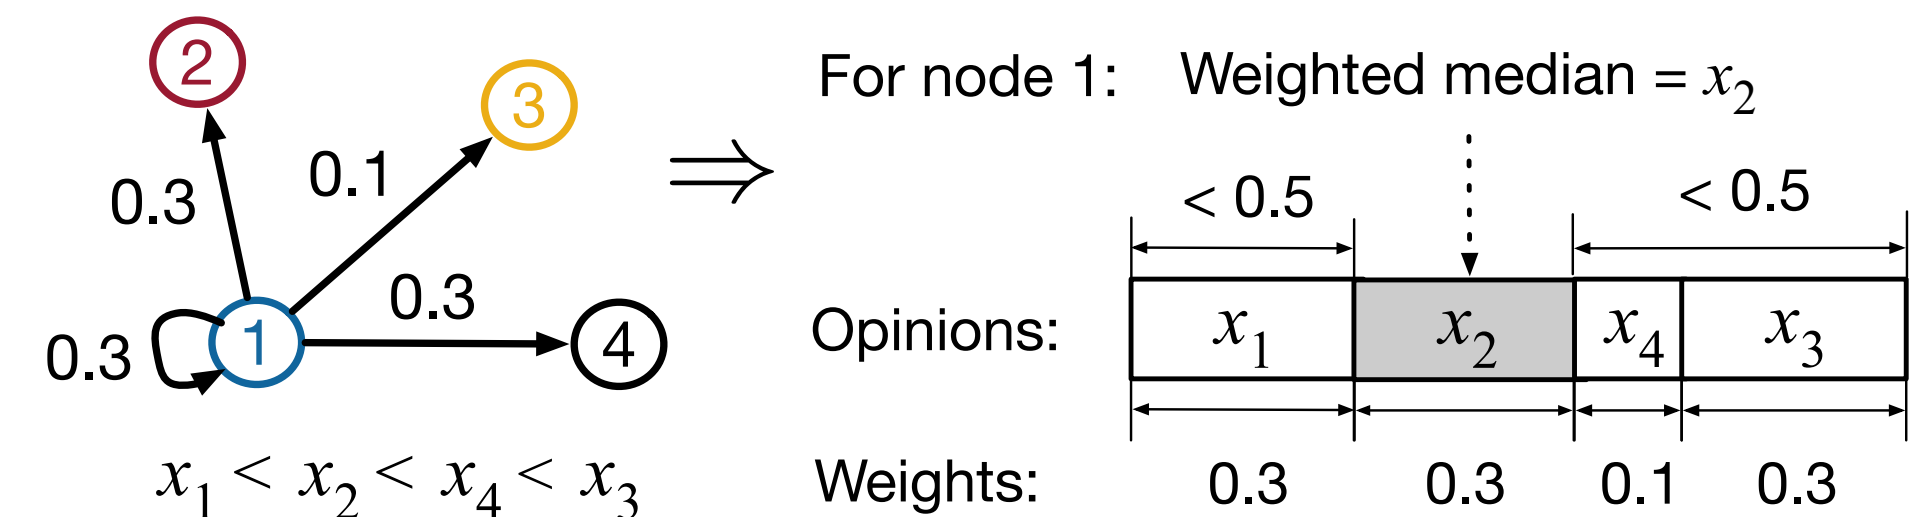 2
3
0.3
0.1
0.3
0.3
1
4
x₁ < x₂ < x₄ < x₃
⇒
For node 1: Weighted median = x₂
< 0.5 < 0.5
Opinions: x₁ x₂ x₄ x₃
Weights: 0.3 0.3 0.1 0.3